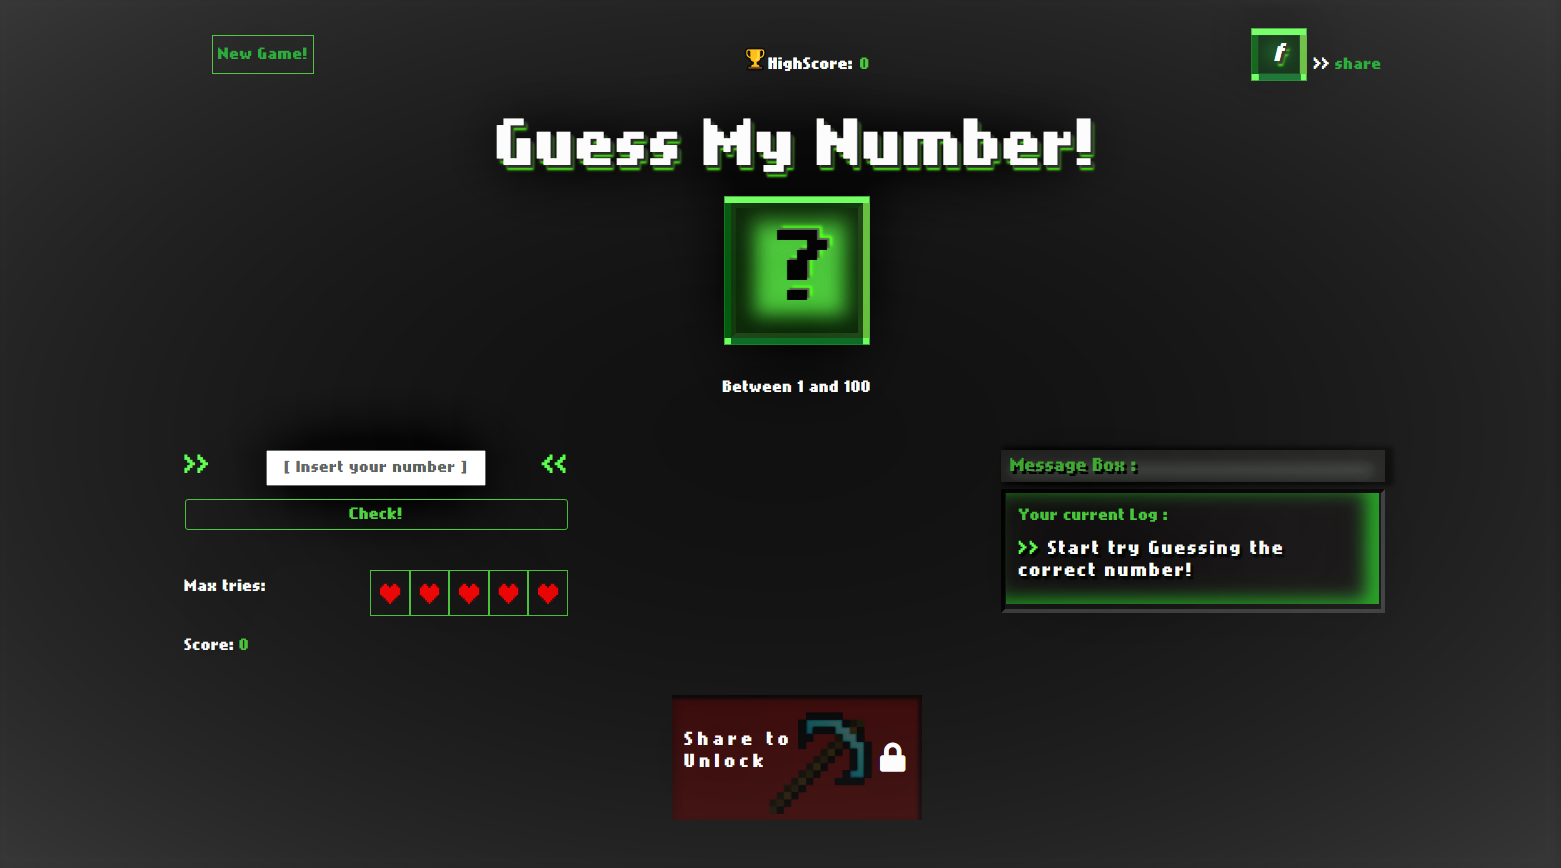 New Game!
🏆HighScore: 0
f >> share
Guess My Number!
?
Between 1 and 100
>> [ Insert your number ] <<
Check!
Max tries:
Score: 0
Message Box :
Your current Log :
>> Start try Guessing the
correct number!
Share to
Unlock